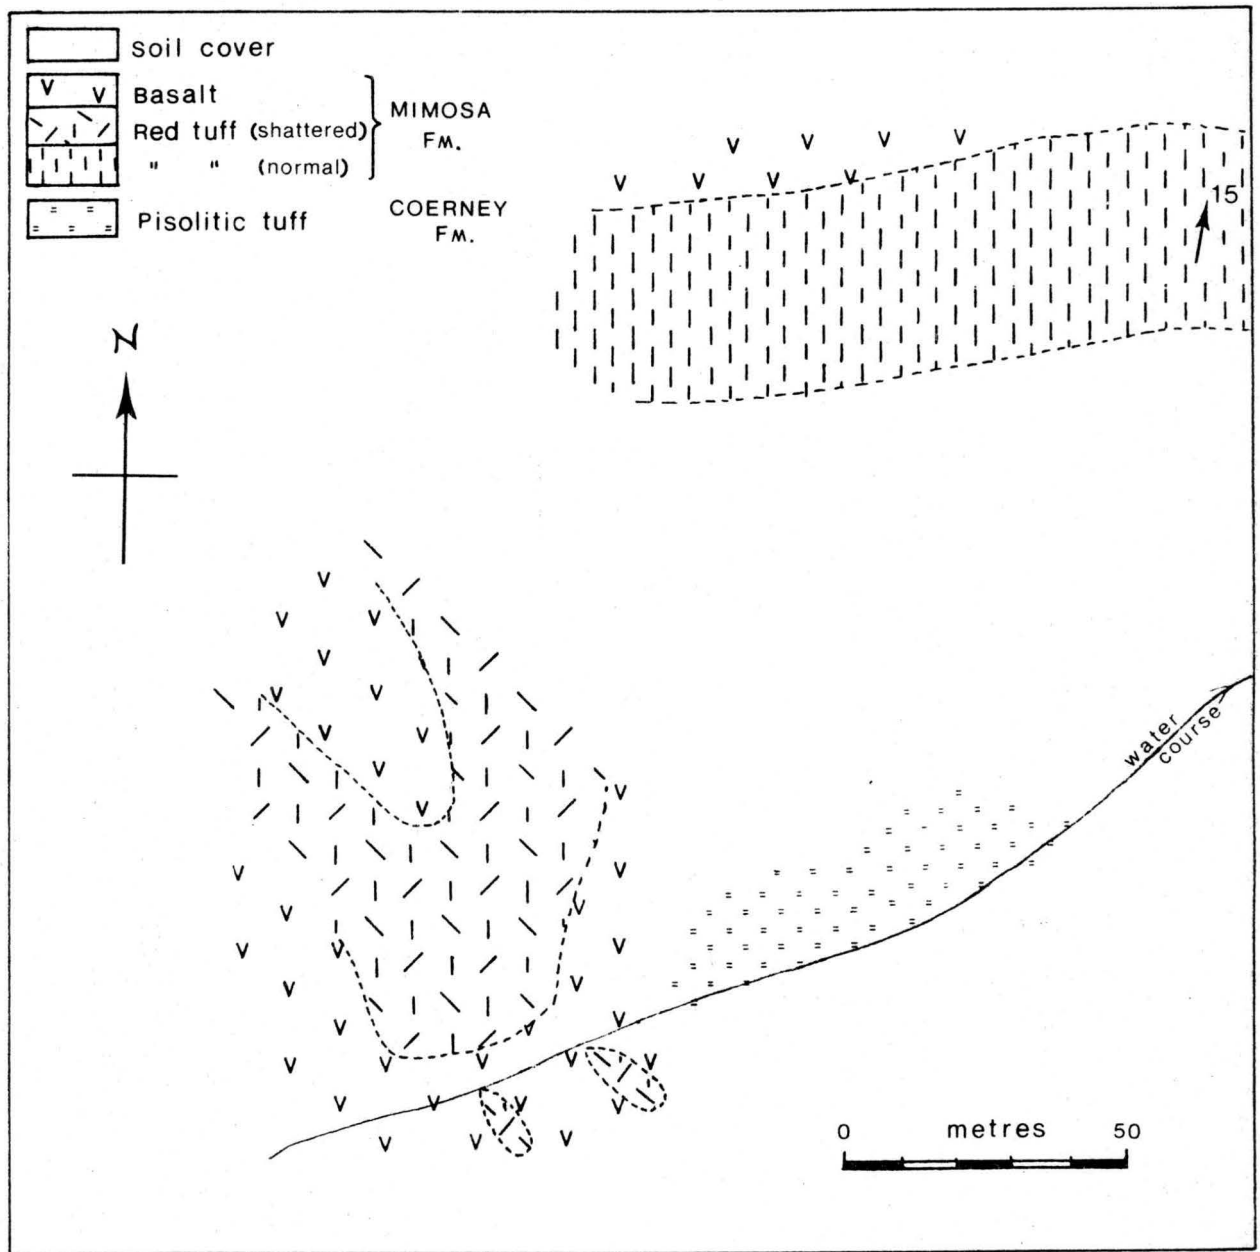 soil cover
Basalt
Red tuff (shattered)
" " (normal)
MIMOSA
FM.
Pisolitic tuff
COERNEY
FM.
15
N
water
course
0 metres 50